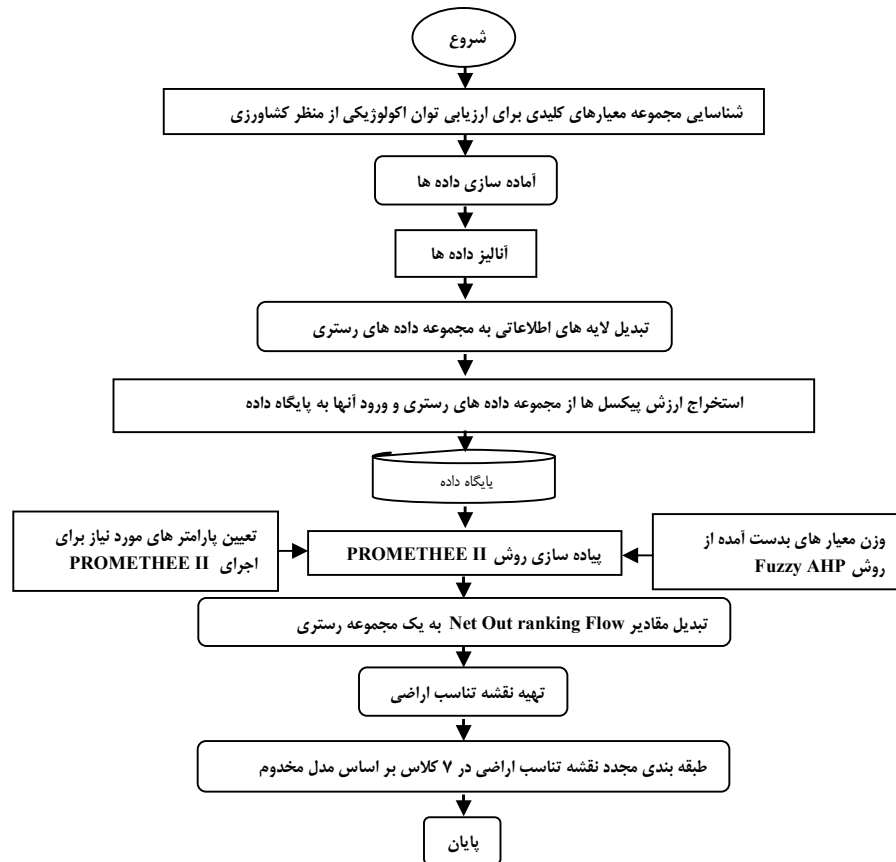 شروع
شناسایی مجموعه معیارهای کلیدی برای ارزیابی توان اکولوژیکی از منظر کشاورزی
آماده سازی داده ها
آنالیز داده ها
تبدیل لایه های اطلاعاتی به مجموعه داده های رستری
استخراج ارزش پیکسل ها از مجموعه داده های رستری و ورود آنها به پایگاه داده
پایگاه داده
وزن معیار های بدست آمده از
روش Fuzzy AHP
پیاده سازی روش PROMETHEE II
تعیین پارامتر های مورد نیاز برای
اجرای PROMETHEE II
تبدیل مقادیر Net Out ranking Flow به یک مجموعه رستری
تهیه نقشه تناسب اراضی
طبقه بندی مجدد نقشه تناسب اراضی در ۷ کلاس بر اساس مدل مخدوم
پایان